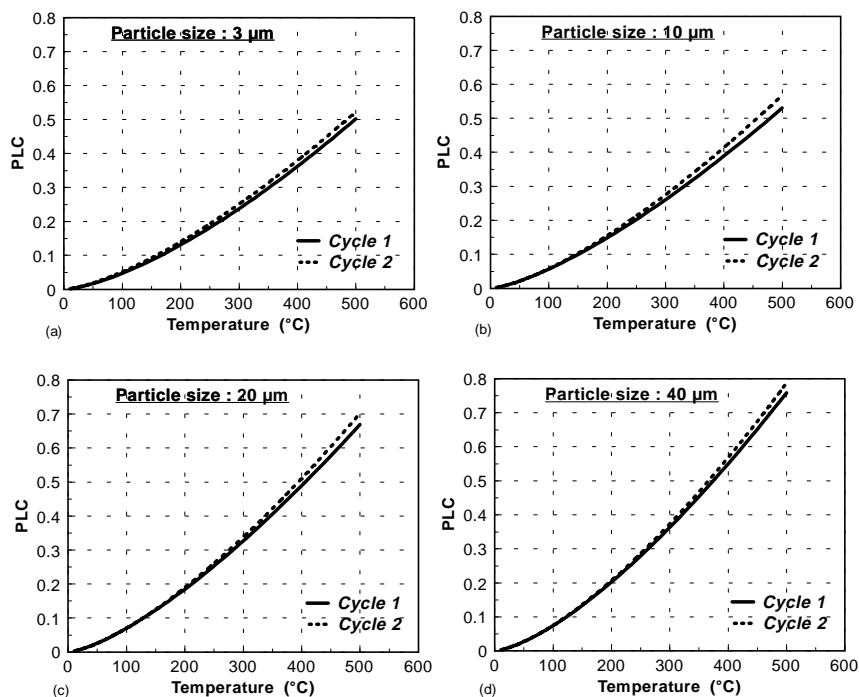 Particle size : 3 µm
0.8
0.7
0.6
0.5
0.4
0.3
0.2
0.1
0
PLC
Cycle 1
Cycle 2
0 100 200 300 400 500 600
Temperature (°C)
(a)
Particle size : 10 µm
0.8
0.7
0.6
0.5
0.4
0.3
0.2
0.1
0
PLC
Cycle 1
Cycle 2
0 100 200 300 400 500 600
Temperature (°C)
(b)
Particle size : 20 µm
0.8
0.7
0.6
0.5
0.4
0.3
0.2
0.1
0
PLC
Cycle 1
Cycle 2
0 100 200 300 400 500 600
Temperature (°C)
(c)
Particle size : 40 µm
0.8
0.7
0.6
0.5
0.4
0.3
0.2
0.1
0
PLC
Cycle 1
Cycle 2
0 100 200 300 400 500 600
Temperature (°C)
(d)